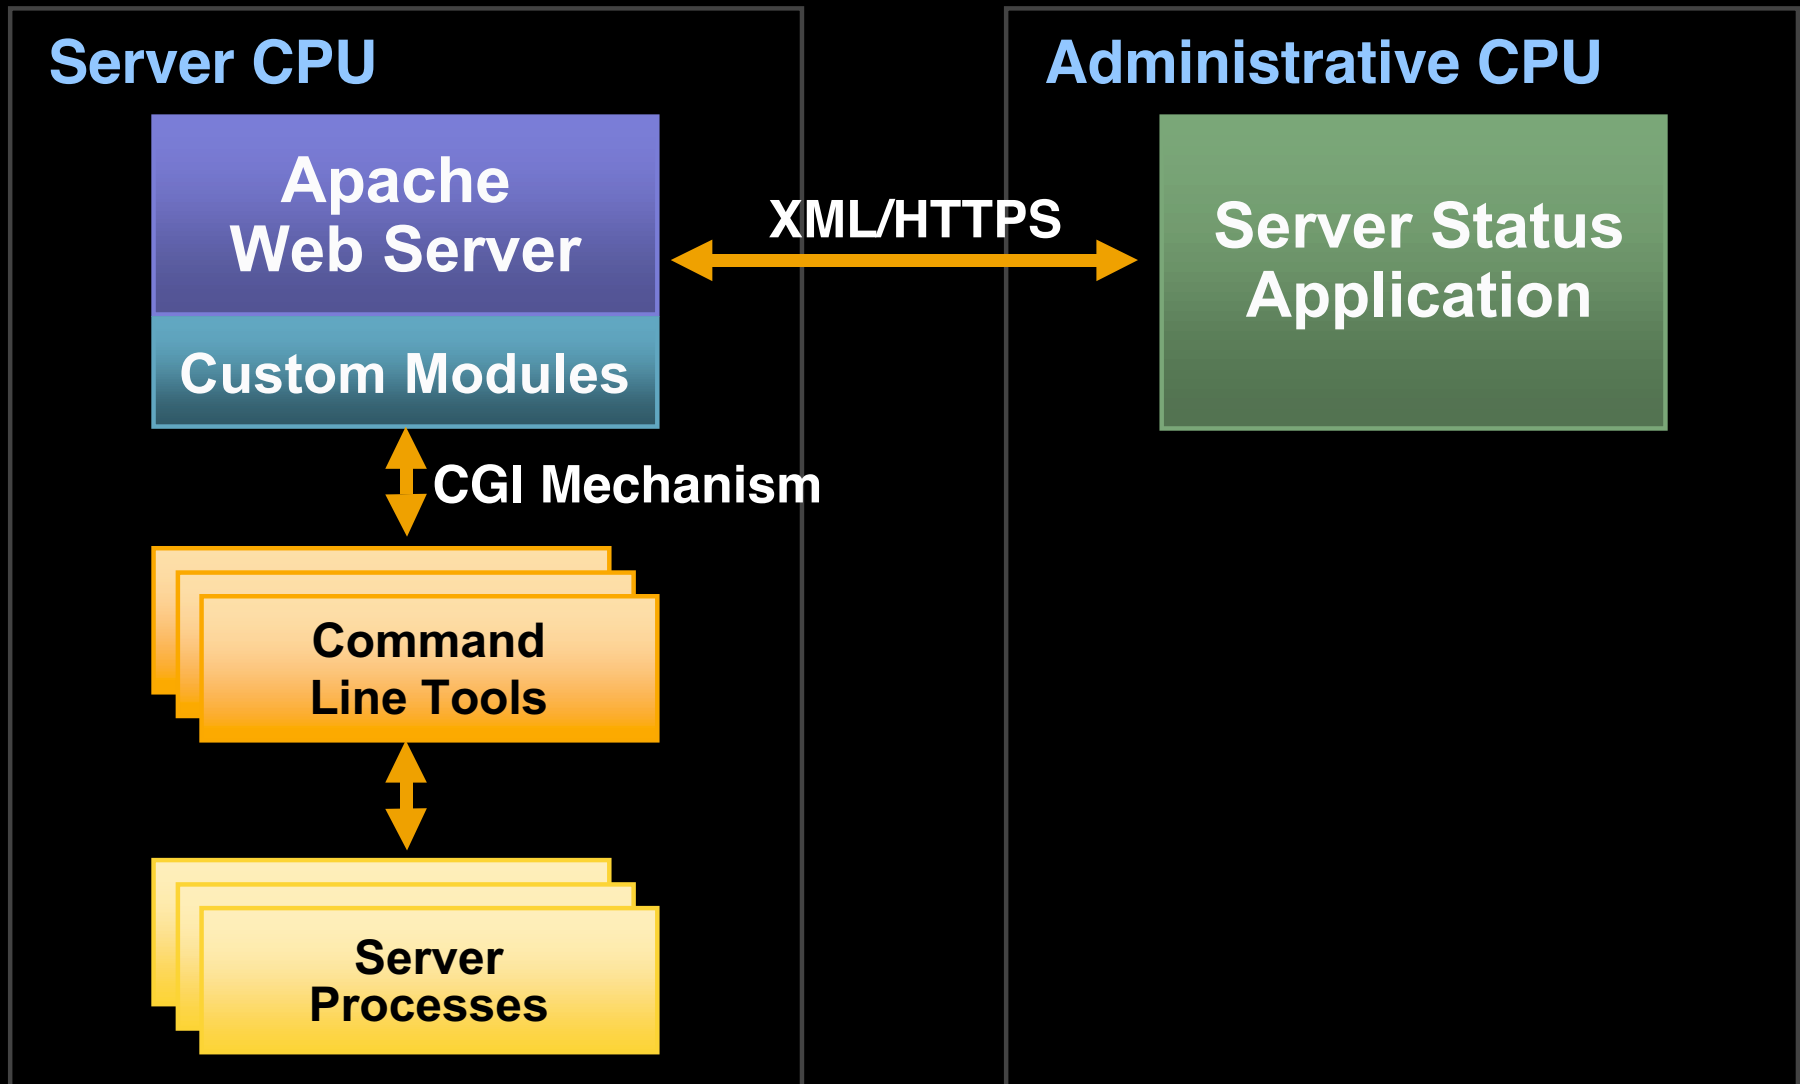 Server CPU
Apache
Web Server
Custom Modules
CGI Mechanism
Command
Line Tools
Server
Processes
XML/HTTPS
Administrative CPU
Server Status
Application